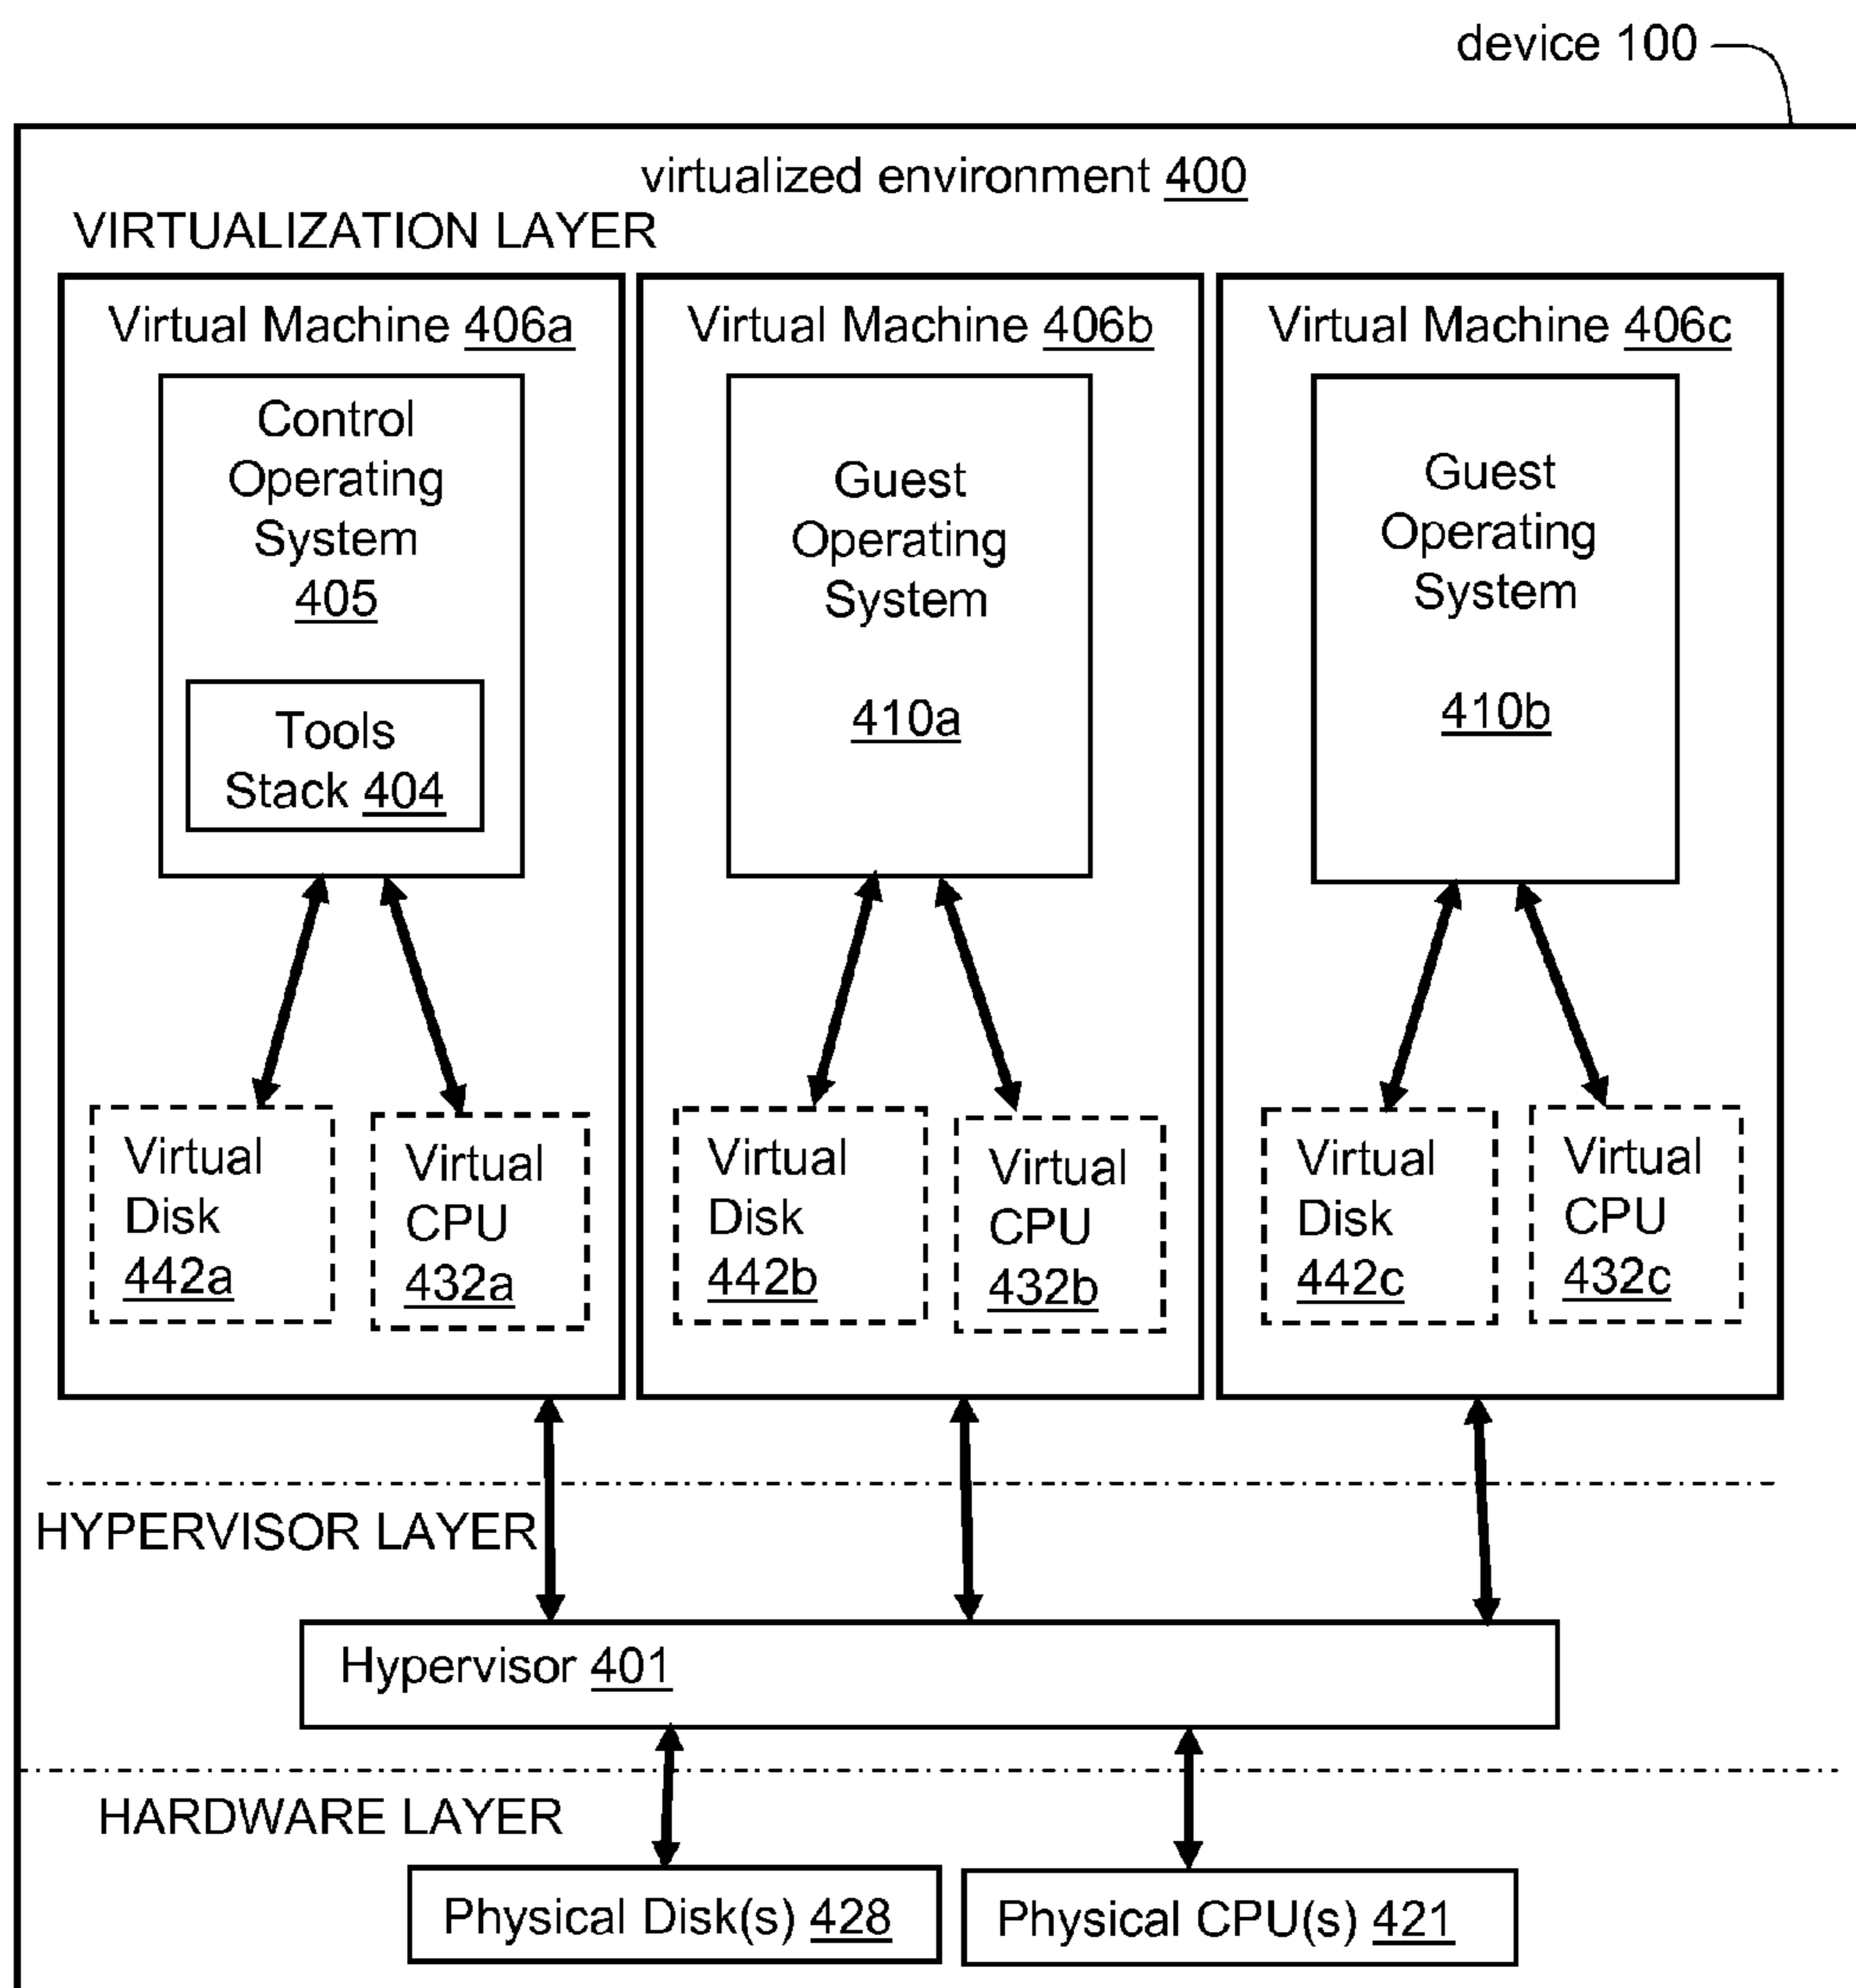 device 100
virtualized environment 400
VIRTUALIZATION LAYER
Virtual Machine 406a
Control
Operating
System
405
Tools
Stack 404
Virtual
Disk
442a
Virtual
CPU
432a
Virtual Machine 406b
Guest
Operating
System
410a
Virtual
Disk
442b
Virtual
CPU
432b
Virtual Machine 406c
Guest
Operating
System
410b
Virtual
Disk
442c
Virtual
CPU
432c
HYPERVISOR LAYER
Hypervisor 401
HARDWARE LAYER
Physical Disk(s) 428
Physical CPU(s) 421